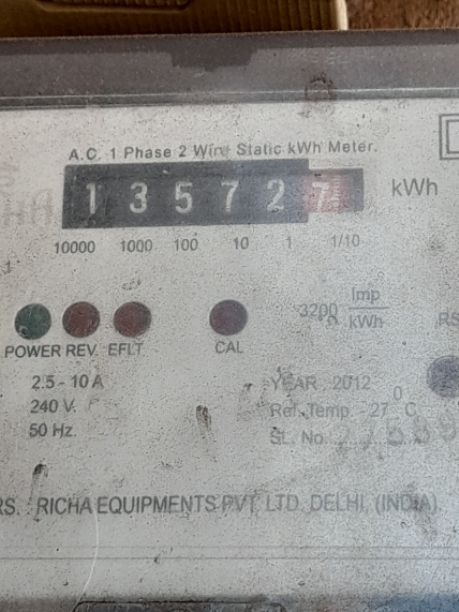 A.C. 1 Phase 2 Wire Static kWh Meter.
1 3 5 7 2 7 kWh
10000 1000 100 10 1 1/10
3200 Imp/kWh
POWER REV. EFLT CAL RS
2.5 - 10 A YEAR 2012
240 V. Ref. Temp. - 27 °C
50 Hz. SL. No.
RS. : RICHA EQUIPMENTS PVT. LTD. DELHI, (INDIA)